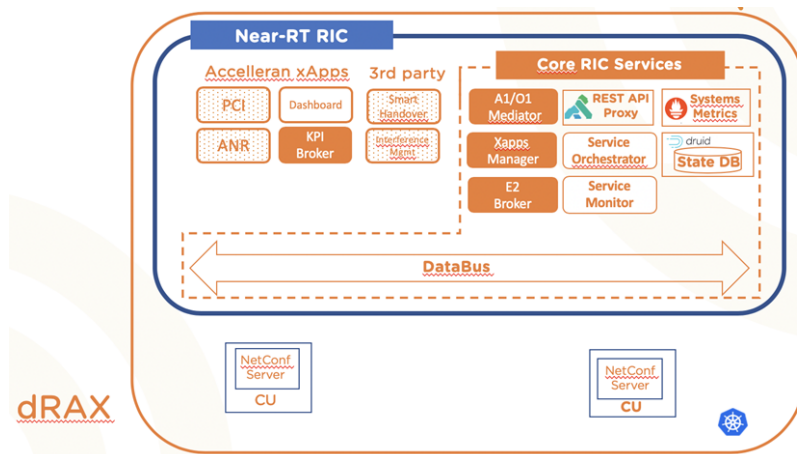 Near-RT RIC
Accelleran xApps
3rd party
Core RIC Services
PCI
Dashboard
Smart
Handover
A1/O1
Mediator
REST API
Proxy
Systems
Metrics
ANR
KPI
Broker
Interference
Mgmt
Xapps
Manager
Service
Orchestrator
druid
State DB
E2
Broker
Service
Monitor
DataBus
NetConf
Server
CU
NetConf
Server
CU
dRAX